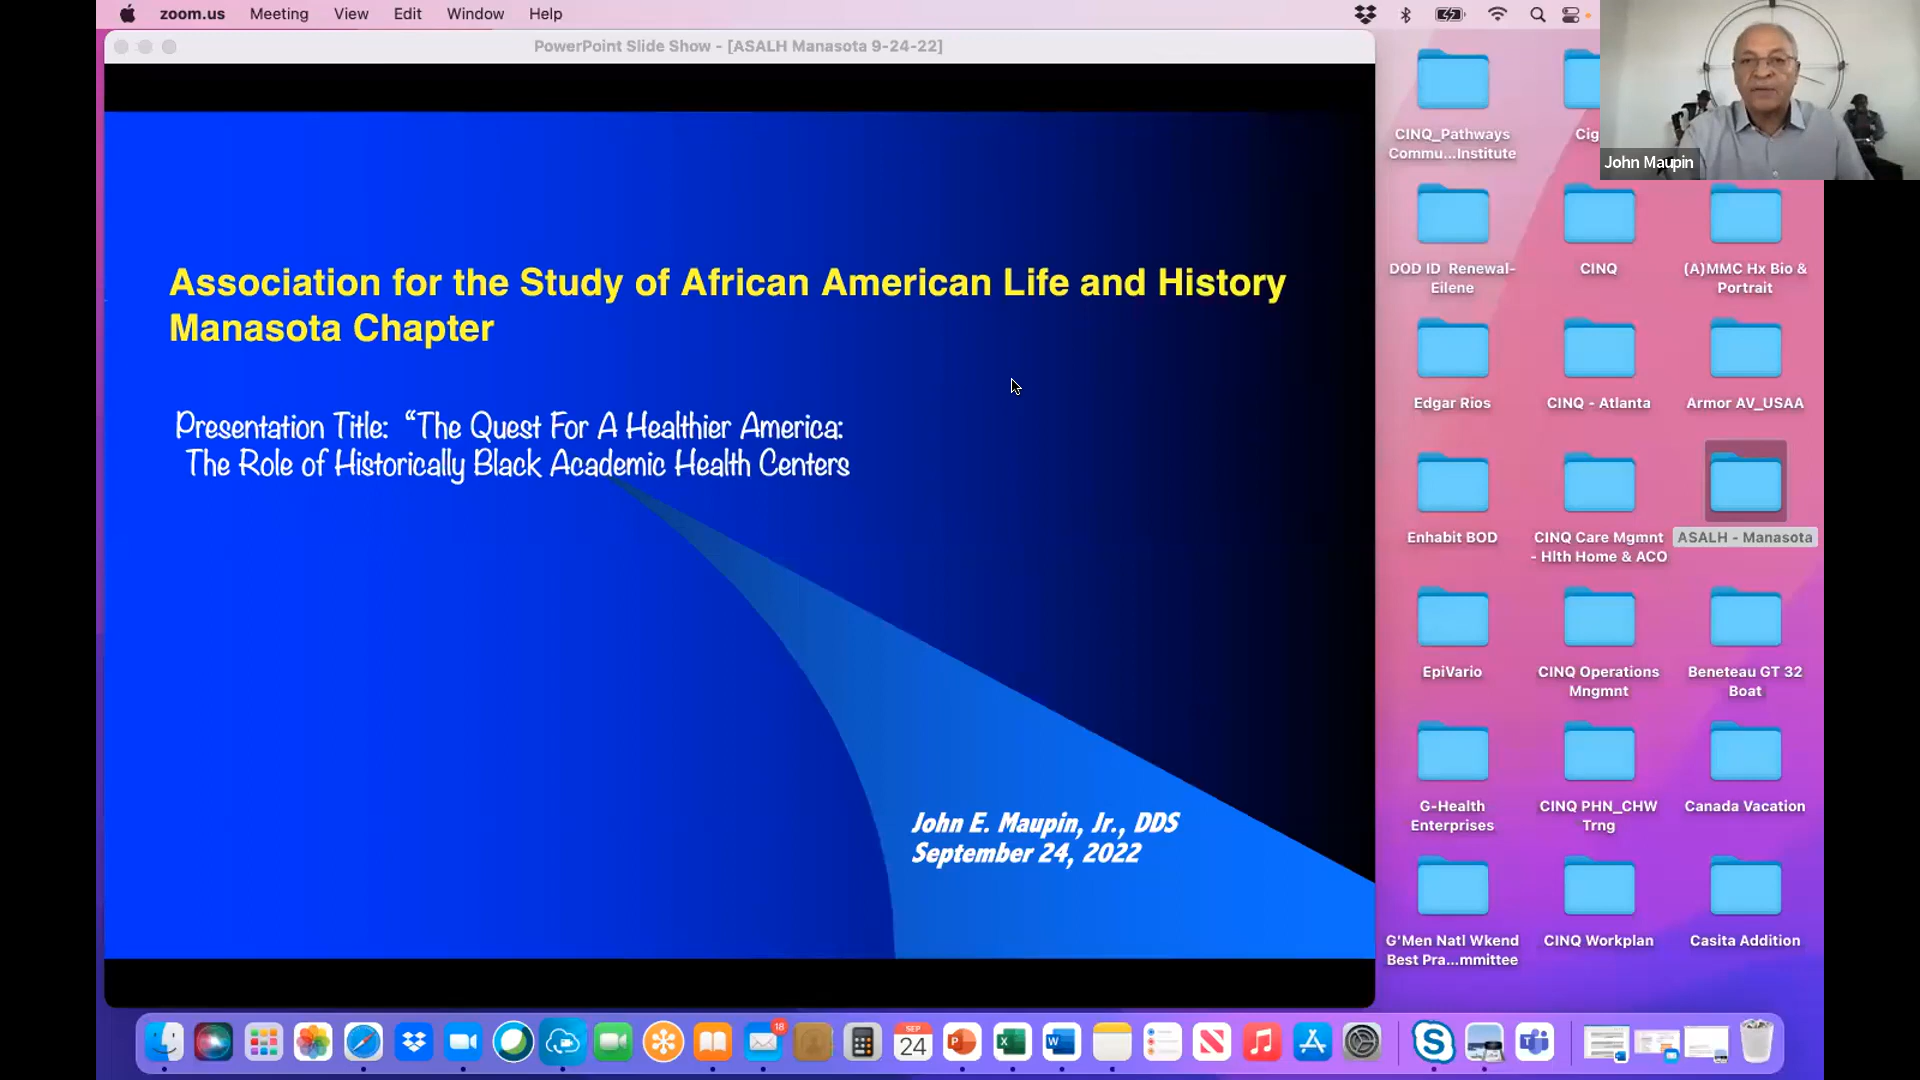 zoom.us Meeting View Edit Window Help
PowerPoint Slide Show - [ASALH Manasota 9-24-22]
Association for the Study of African American Life and History
Manasota Chapter
Presentation Title: “The Quest For A Healthier America:
The Role of Historically Black Academic Health Centers
John E. Maupin, Jr., DDS
September 24, 2022
John Maupin
CINQ_Pathways
Commu...Institute
Cig
DOD ID Renewal-
Eilene
CINQ
(A)MMC Hx Bio &
Portrait
Edgar Rios
CINQ - Atlanta
Armor AV_USAA
Enhabit BOD
CINQ Care Mgmnt
- Hlth Home & ACO
ASALH - Manasota
EpiVario
CINQ Operations
Mngmnt
Beneteau GT 32
Boat
G-Health
Enterprises
CINQ PHN_CHW
Trng
Canada Vacation
G'Men Natl Wkend
Best Pra...mmittee
CINQ Workplan
Casita Addition
18
SEP
24
P
X
W
S
T